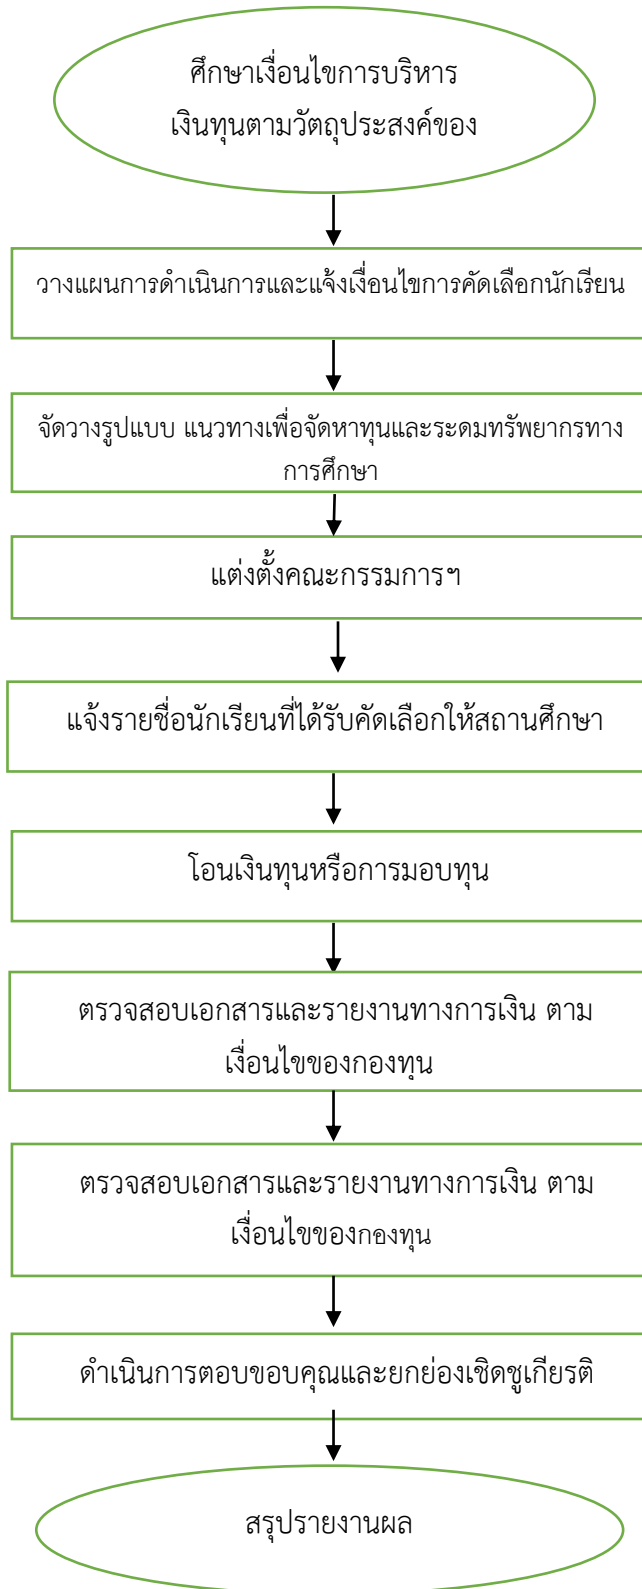 ศึกษาเงื่อนไขการบริหาร
เงินทุนตามวัตถุประสงค์ของ
วางแผนการดำเนินการและแจ้งเงื่อนไขการคัดเลือกนักเรียน
จัดวางรูปแบบ แนวทางเพื่อจัดหาทุนและระดมทรัพยากรทาง
การศึกษา
แต่งตั้งคณะกรรมการฯ
แจ้งรายชื่อนักเรียนที่ได้รับคัดเลือกให้สถานศึกษา
โอนเงินทุนหรือการมอบทุน
ตรวจสอบเอกสารและรายงานทางการเงิน ตาม
เงื่อนไขของกองทุน
ตรวจสอบเอกสารและรายงานทางการเงิน ตาม
เงื่อนไขของกองทุน
ดำเนินการตอบขอบคุณและยกย่องเชิดชูเกียรติ
สรุปรายงานผล